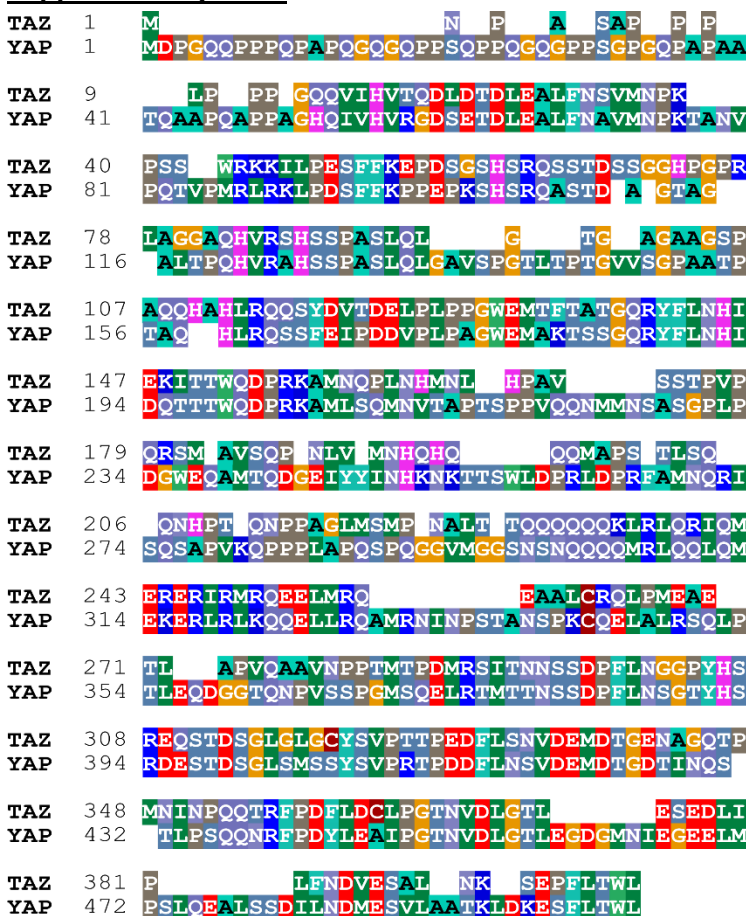 TAZ 1 M N P A SAP P P
YAP 1 MDPGQQPPPQPAPQGQGQPPSQPPQGQGPPSGPGQPAPAA
TAZ 9 LP PP GQQVIHVTQDLDTDLEALFNSVMNPK
YAP 41 TQAAPQAPPAGHQIVHVRGDSETDLEALFNAVMNPKTANV
TAZ 40 PSS WRKKILPESFFKEPDSGSHSRQSSTDSSGGHPGPR
YAP 81 PQTVPMRLRKLPDSFFKPPEPKSHSRQASTD A GTAG
TAZ 78 LAGGAQHVRSHSSPASLQL G TG AGAAGSP
YAP 116 ALTPQHVRAHSSPASLQLGAVSPGTLTPTGVVSGPAATP
TAZ 107 AQQHAHLRQQSYDVTDELPLPPGWEMTFTATGQRYFLNHI
YAP 156 TAQ HLRQSSFEIPDDVPLPAGWEMAKTSSGQRYFLNHI
TAZ 147 EKITTWQDPRKAMNQPLNHMNL HPAV SSTPVP
YAP 194 DQTTTWQDPRKAMLSQMNVTAPTSPPVQQNMMNSASGPLP
TAZ 179 QRSM AVSQP NLV MNHQHQ QQMAPS TLSQ
YAP 234 DGWEQAMTQDGEIYYINHKNKTTSWLDPRLDPRFAMNQRI
TAZ 206 QNHPT QNPPAGLMSMP NALT TQQQQQQKLRLQRIQM
YAP 274 SQSAPVKQPPPLAPQSPQGGVMGGSNSNQQQQMRLQQLQM
TAZ 243 ERERIRMRQEELMRQ EAALCRQLPMEAE
YAP 314 EKERLRLKQQELLRQAMRNINPSTANSPKCQELALRSQLP
TAZ 271 TL APVQAAVNPPTMTPDMRSITNNSSDPFLNGGPYHS
YAP 354 TLEQDGGTQNPVSSPGMSQELRTMTTNSSDPFLNSGTYHS
TAZ 308 REQSTDSGLGLGCYSVPTTPEDFLSNVDEMDTGENAGQTP
YAP 394 RDESTDSGLSMSSYSVPRTPDDFLNSVDEMDTGDTINQS
TAZ 348 MNINPQQTRFPDFLDCLPGTNVDLGTL ESEDLI
YAP 432 TLPSQQNRFPDYLEAIPGTNVDLGTLEGDGMNIEGEELM
TAZ 381 P LFNDVESAL NK SEPFLTWL
YAP 472 PSLQEALSSDILNDMESVLAATKLDKESFLTWL